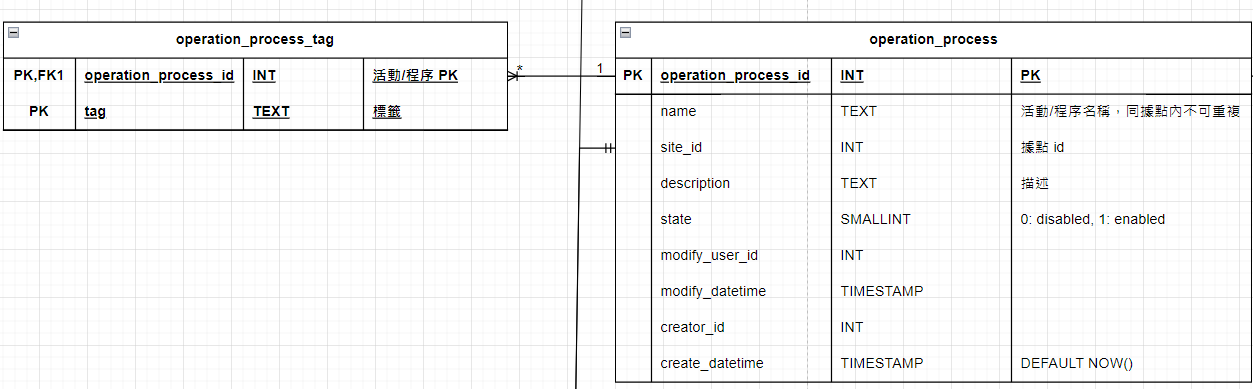 operation_process_tag
PK,FK1 operation_process_id INT 活動/程序 PK
PK tag TEXT 標籤
* 1
operation_process
PK operation_process_id INT PK
name TEXT 活動/程序名稱，同據點內不可重複
site_id INT 據點 id
description TEXT 描述
state SMALLINT 0: disabled, 1: enabled
modify_user_id INT
modify_datetime TIMESTAMP
creator_id INT
create_datetime TIMESTAMP DEFAULT NOW()